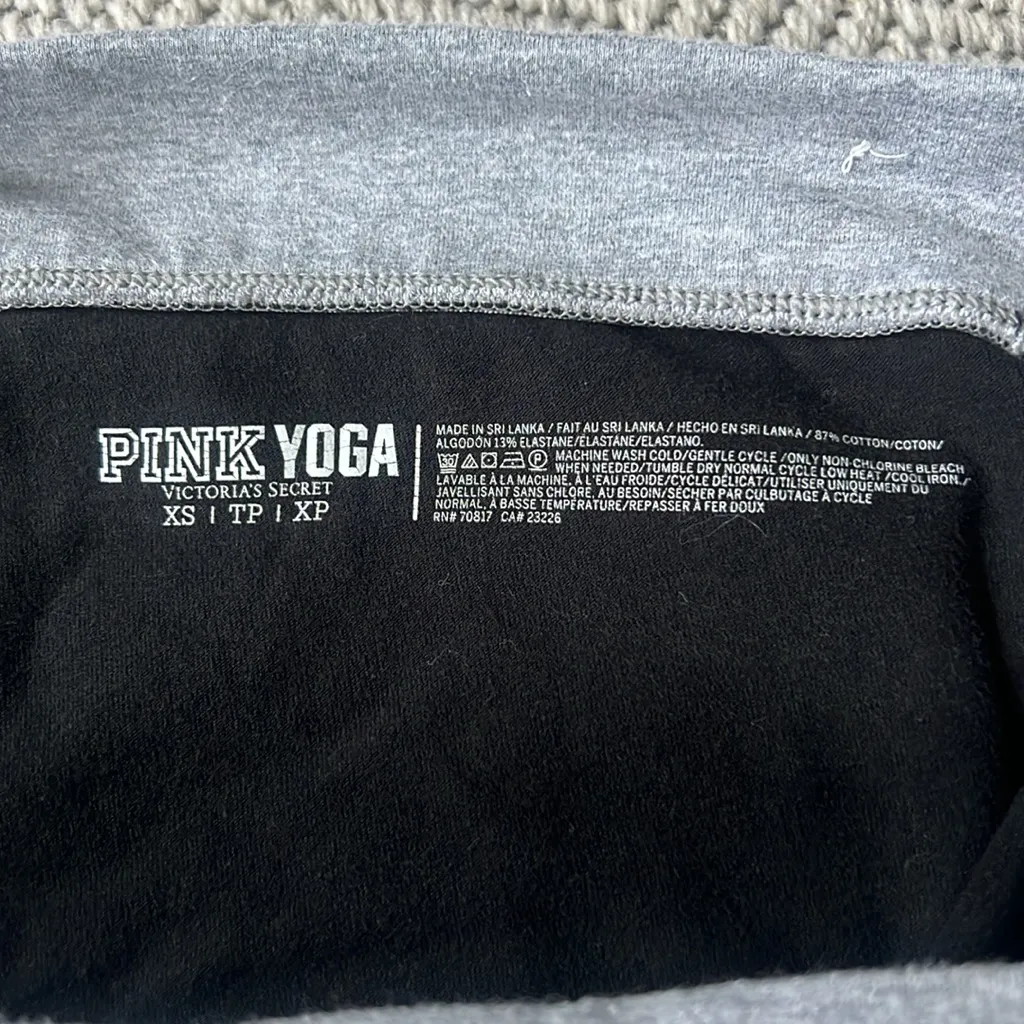 PINK YOGA
VICTORIA'S SECRET
XS | TP | XP
MADE IN SRI LANKA / FAIT AU SRI LANKA / HECHO EN SRI LANKA / 87% COTTON/COTON/
ALGODÓN 13% ELASTANE/ÉLASTANE/ELASTANO.
MACHINE WASH COLD/GENTLE CYCLE /ONLY NON-CHLORINE BLEACH
WHEN NEEDED/TUMBLE DRY NORMAL CYCLE LOW HEAT /COOL IRON./
LAVABLE À LA MACHINE, À L'EAU FROIDE/CYCLE DÉLICAT/UTILISER UNIQUEMENT DU
JAVELLISANT SANS CHLORE, AU BESOIN/SÉCHER PAR CULBUTAGE À CYCLE
NORMAL, À BASSE TEMPÉRATURE/REPASSER À FER DOUX
RN# 70817 CA# 23226